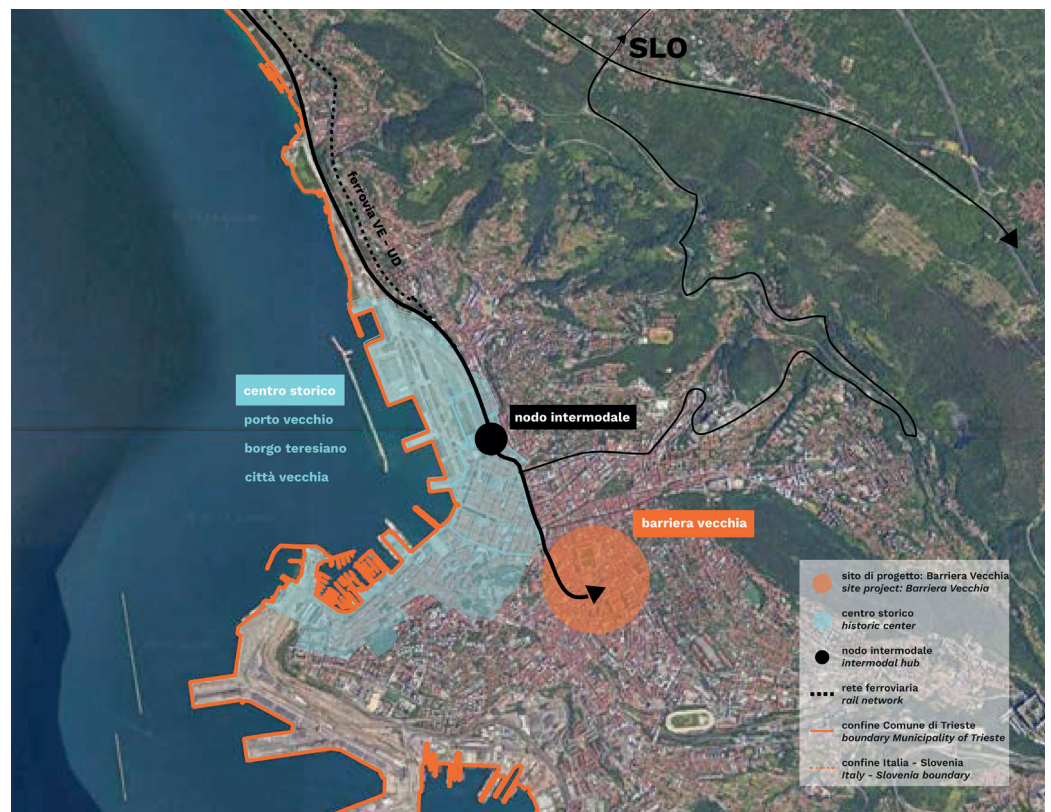 SLO
ferrovia VE - UD
centro storico
porto vecchio
borgo teresiano
città vecchia
nodo intermodale
barriera vecchia
sito di progetto: Barriera Vecchia
site project: Barriera Vecchia
centro storico
historic center
nodo intermodale
intermodal hub
rete ferroviaria
rail network
confine Comune di Trieste
boundary Municipality of Trieste
confine Italia - Slovenia
Italy - Slovenia boundary